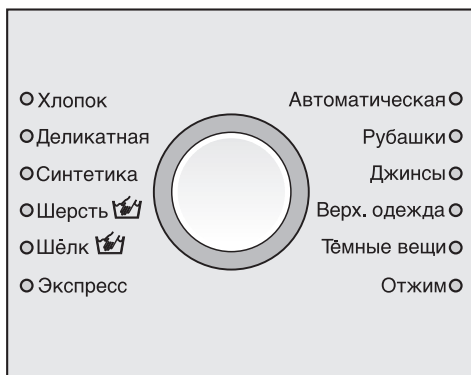 Хлопок
Деликатная
Синтетика
Шерсть
Шёлк
Экспресс
Автоматическая
Рубашки
Джинсы
Верх. одежда
Тёмные вещи
Отжим